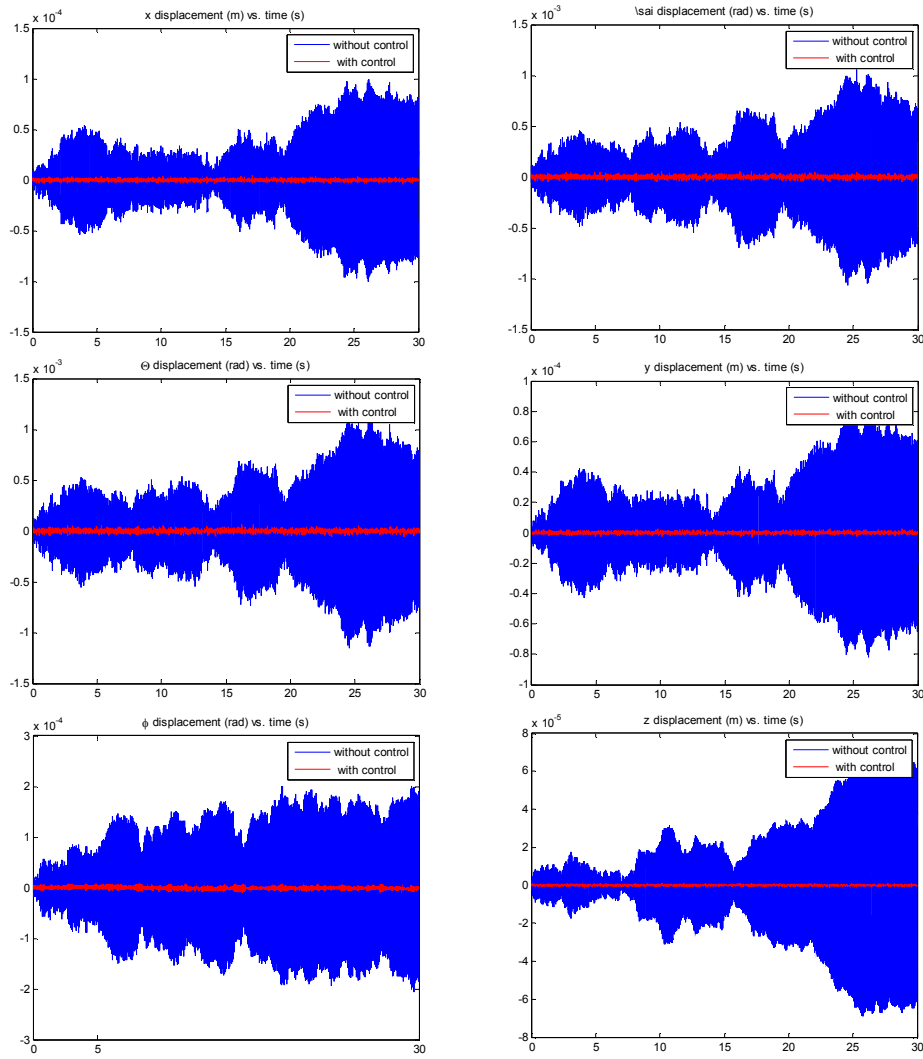 x displacement (m) vs. time (s)
x 10^-4
1.5
1
0.5
0
-0.5
-1
-1.5
0 5 10 15 20 25 30
without control
with control
\sai displacement (rad) vs. time (s)
x 10^-3
1.5
1
0.5
0
-0.5
-1
-1.5
0 5 10 15 20 25 30
without control
with control
Θ displacement (rad) vs. time (s)
x 10^-3
1.5
1
0.5
0
-0.5
-1
-1.5
0 5 10 15 20 25 30
without control
with control
y displacement (m) vs. time (s)
x 10^-4
1
0.8
0.6
0.4
0.2
0
-0.2
-0.4
-0.6
-0.8
-1
0 5 10 15 20 25 30
without control
with control
ϕ displacement (rad) vs. time (s)
x 10^-4
3
2
1
0
-1
-2
-3
5 30
without control
with control
z displacement (m) vs. time (s)
x 10^-5
8
6
4
2
0
-2
-4
-6
-8
0 5 10 15 20 25 30
without control
with control